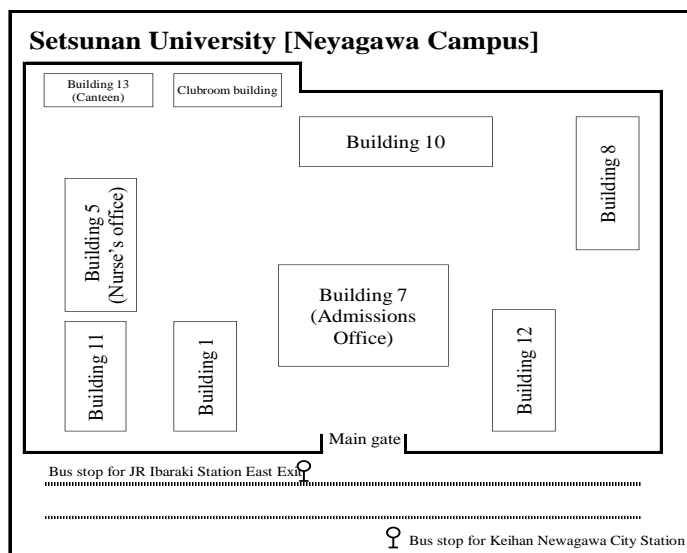 Setsunan University [Neyagawa Campus]
Building 13
(Canteen)
Clubroom building
Building 10
Building 8
Building 5
(Nurse's office)
Building 7
(Admissions
Office)
Building 11
Building 1
Building 12
Main gate
Bus stop for JR Ibaraki Station East Exit
Bus stop for Keihan Newagawa City Station